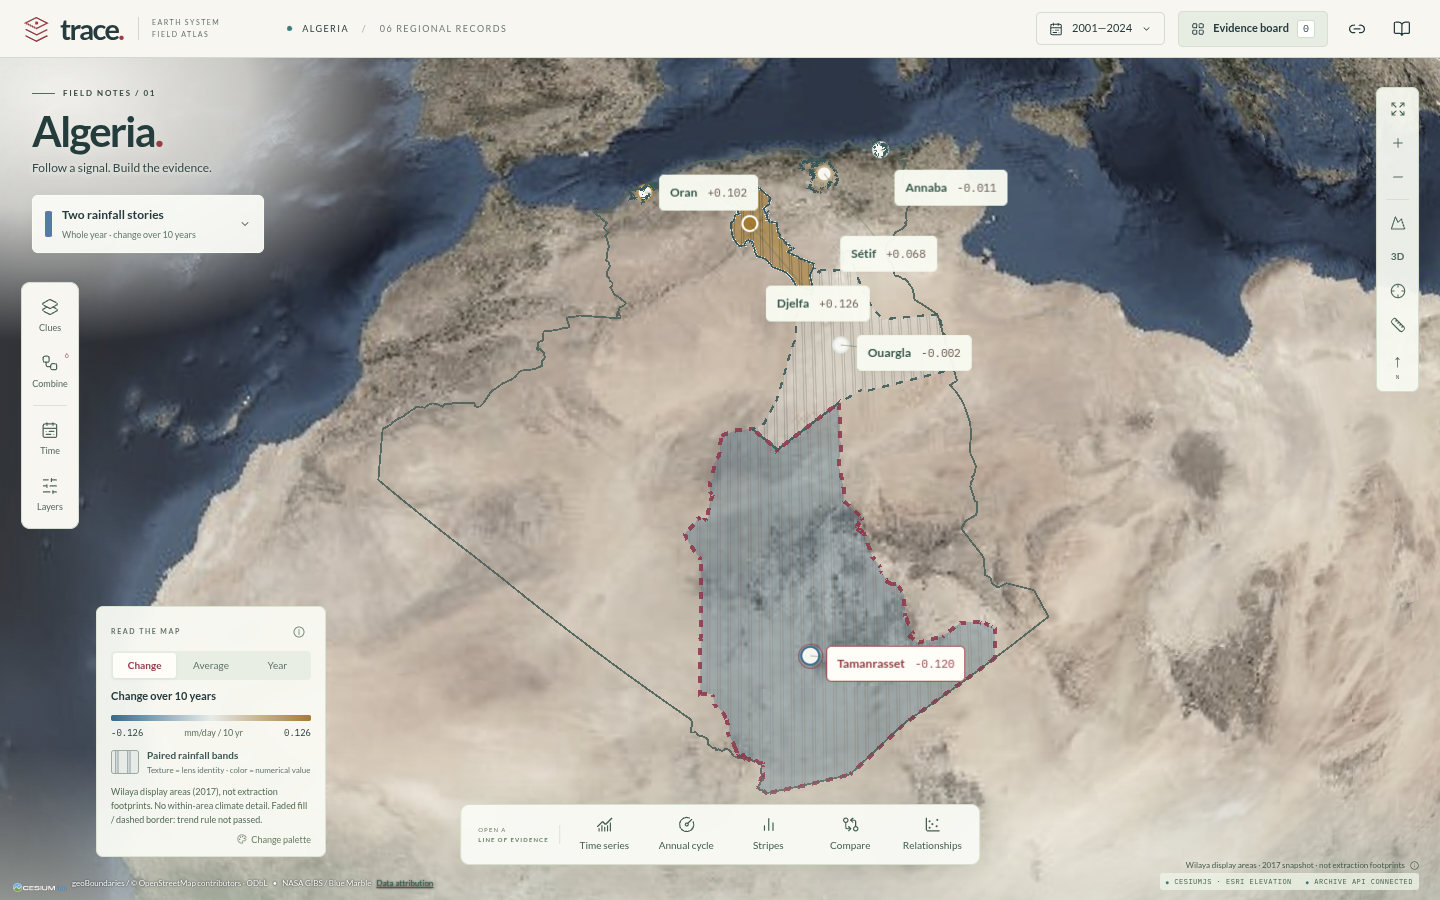 trace.
EARTH SYSTEM
FIELD ATLAS
ALGERIA / 06 REGIONAL RECORDS
2001—2024
Evidence board 0
FIELD NOTES / 01
Algeria.
Follow a signal. Build the evidence.
Two rainfall stories
Whole year · change over 10 years
Clues
Combine
Time
Layers
Oran +0.102
Annaba -0.011
Sétif +0.068
Djelfa +0.126
Ouargla -0.002
Tamanrasset -0.120
3D
N
READ THE MAP
Change Average Year
Change over 10 years
-0.126 mm/day / 10 yr 0.126
Paired rainfall bands
Texture = lens identity · color = numerical value
Wilaya display areas (2017), not extraction
footprints. No within-area climate detail. Faded fill
/ dashed border: trend rule not passed.
Change palette
OPEN A
LINE OF EVIDENCE
Time series
Annual cycle
Stripes
Compare
Relationships
CESIUM
geoBoundaries / © OpenStreetMap contributors · ODbL • NASA GIBS / Blue Marble Data attribution
Wilaya display areas · 2017 snapshot · not extraction footprints
CESIUMJS · ESRI ELEVATION
ARCHIVE API CONNECTED